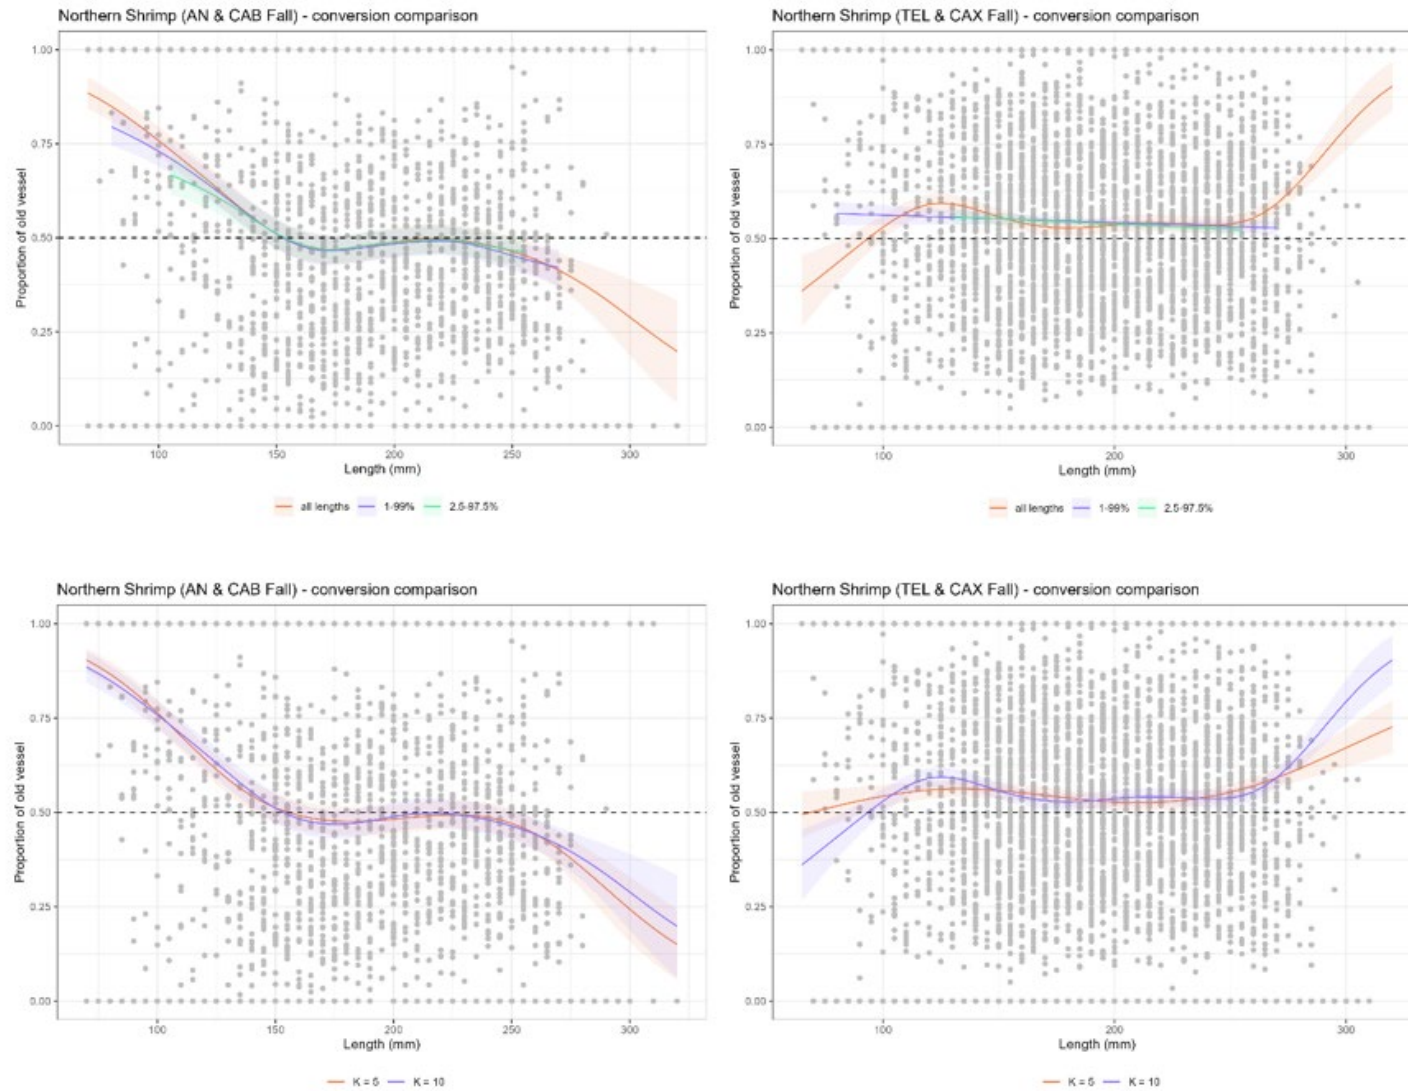 Northern Shrimp (AN & CAB Fall) - conversion comparison
1.00
0.75
0.50
0.25
0.00
Proportion of old vessel
100 150 200 250 300
Length (mm)
all lengths 1-99% 2.5-97.5%
Northern Shrimp (TEL & CAX Fall) - conversion comparison
1.00
0.75
0.50
0.25
0.00
Proportion of old vessel
100 200 300
Length (mm)
all lengths 1-99% 2.5-97.5%
Northern Shrimp (AN & CAB Fall) - conversion comparison
1.00
0.75
0.50
0.25
0.00
Proportion of old vessel
100 150 200 250 300
Length (mm)
K = 5 K = 10
Northern Shrimp (TEL & CAX Fall) - conversion comparison
1.00
0.75
0.50
0.25
0.00
Proportion of old vessel
100 200 300
Length (mm)
K = 5 K = 10